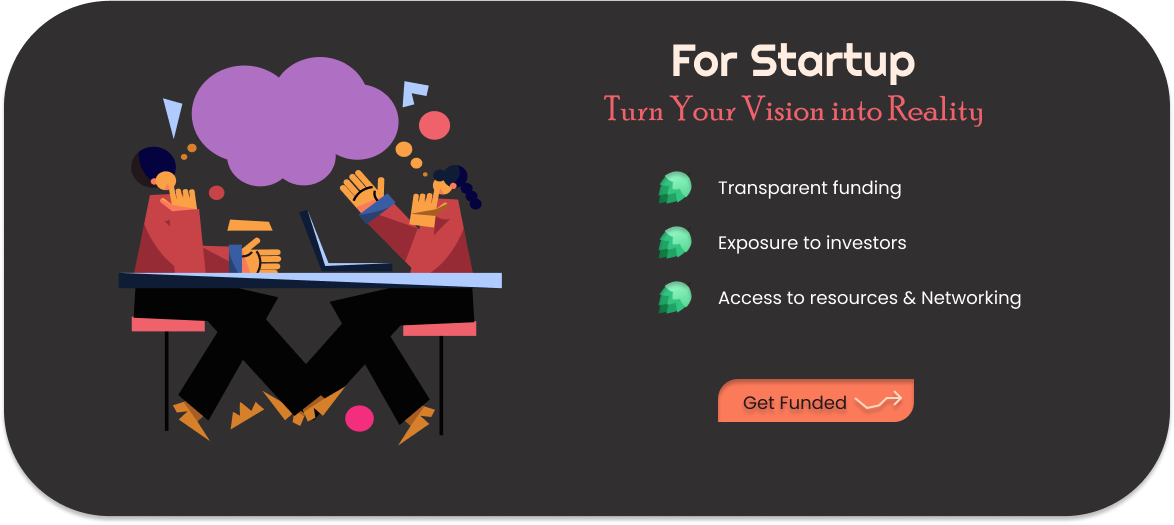 For Startup
Turn Your Vision into Reality
Transparent funding
Exposure to investors
Access to resources & Networking
Get Funded